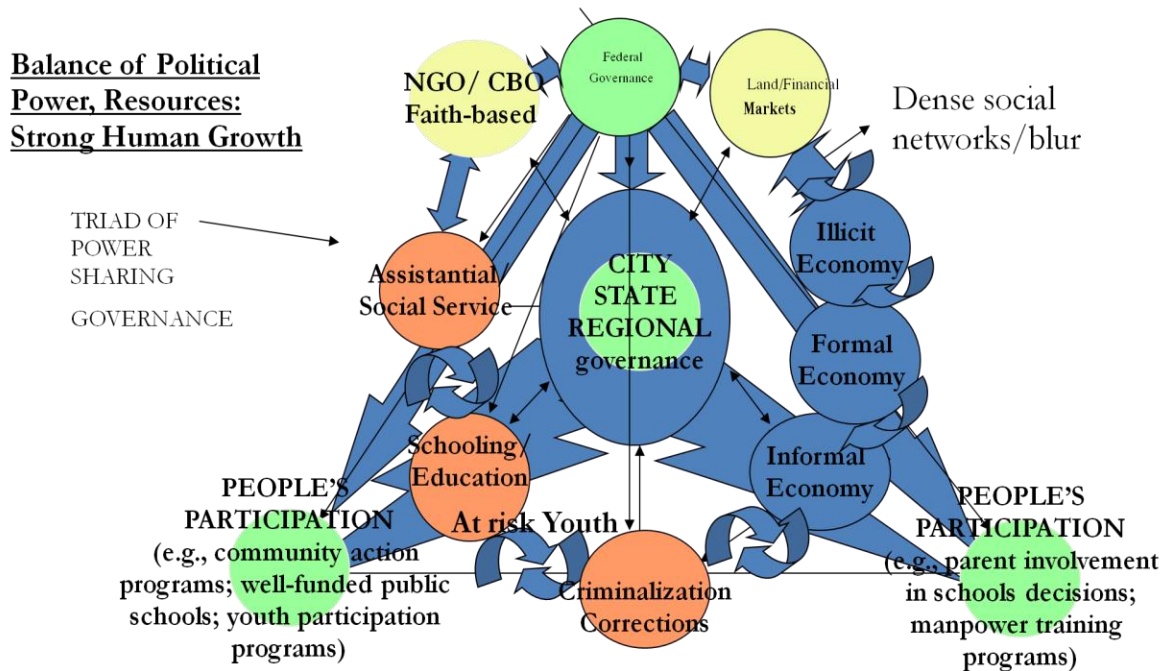 Balance of Political
Power, Resources:
Strong Human Growth
NGO/ CBO
Faith-based
Federal
Governance
Land/Financial
Markets
Dense social
networks/blur
TRIAD OF
POWER
SHARING
GOVERNANCE
Assistantial/
Social Service
CITY
STATE
REGIONAL
governance
Illicit
Economy
Formal
Economy
Schooling/
Education
Informal
Economy
PEOPLE'S
PARTICIPATION
(e.g., community action
programs; well-funded public
schools; youth participation
programs)
At risk Youth
Criminalization
Corrections
PEOPLE'S
PARTICIPATION
(e.g., parent involvement
in schools decisions;
manpower training
programs)